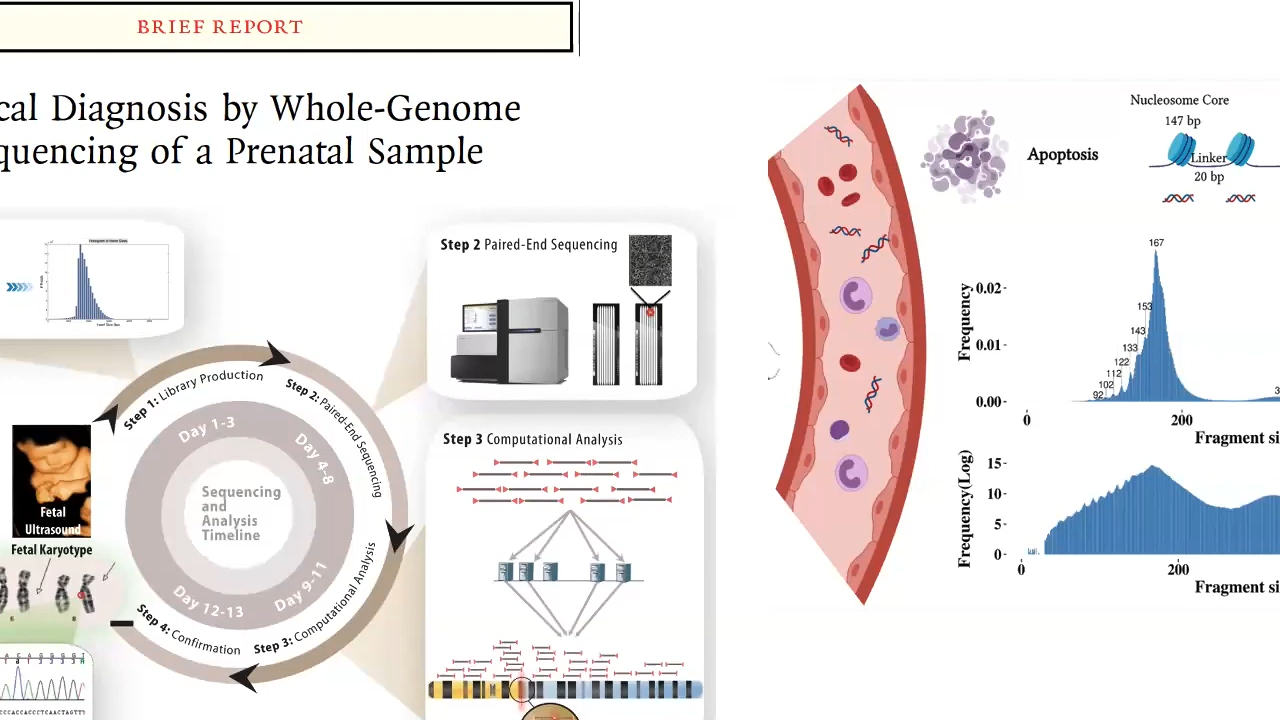 BRIEF REPORT
cal Diagnosis by Whole-Genome
quencing of a Prenatal Sample
Step 2 Paired-End Sequencing
Step 1: Library Production
Step 2: Paired-End Sequencing
Step 3: Computational Analysis
Step 4: Confirmation
Day 1-3
Day 4-8
Day 9-11
Day 12-13
Sequencing
and
Analysis
Timeline
Fetal
Ultrasound
Fetal Karyotype
6 8
CCCACCACCCTCAACTAGTT
Step 3 Computational Analysis
Apoptosis
Nucleosome Core
147 bp
Linker
20 bp
Frequency
0.02
0.01
0.00
92
102
112
122
133
143
153
167
3
0 200
Fragment si
Frequency(Log)
15
10
5
0
0 200
Fragment si